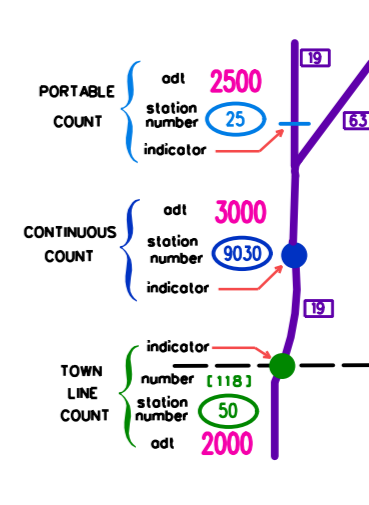 19
adt 2500
PORTABLE COUNT
station number 25
63
indicator
adt 3000
CONTINUOUS COUNT
station number 9030
indicator
19
indicator
TOWN LINE COUNT
number [118]
station number 50
adt 2000